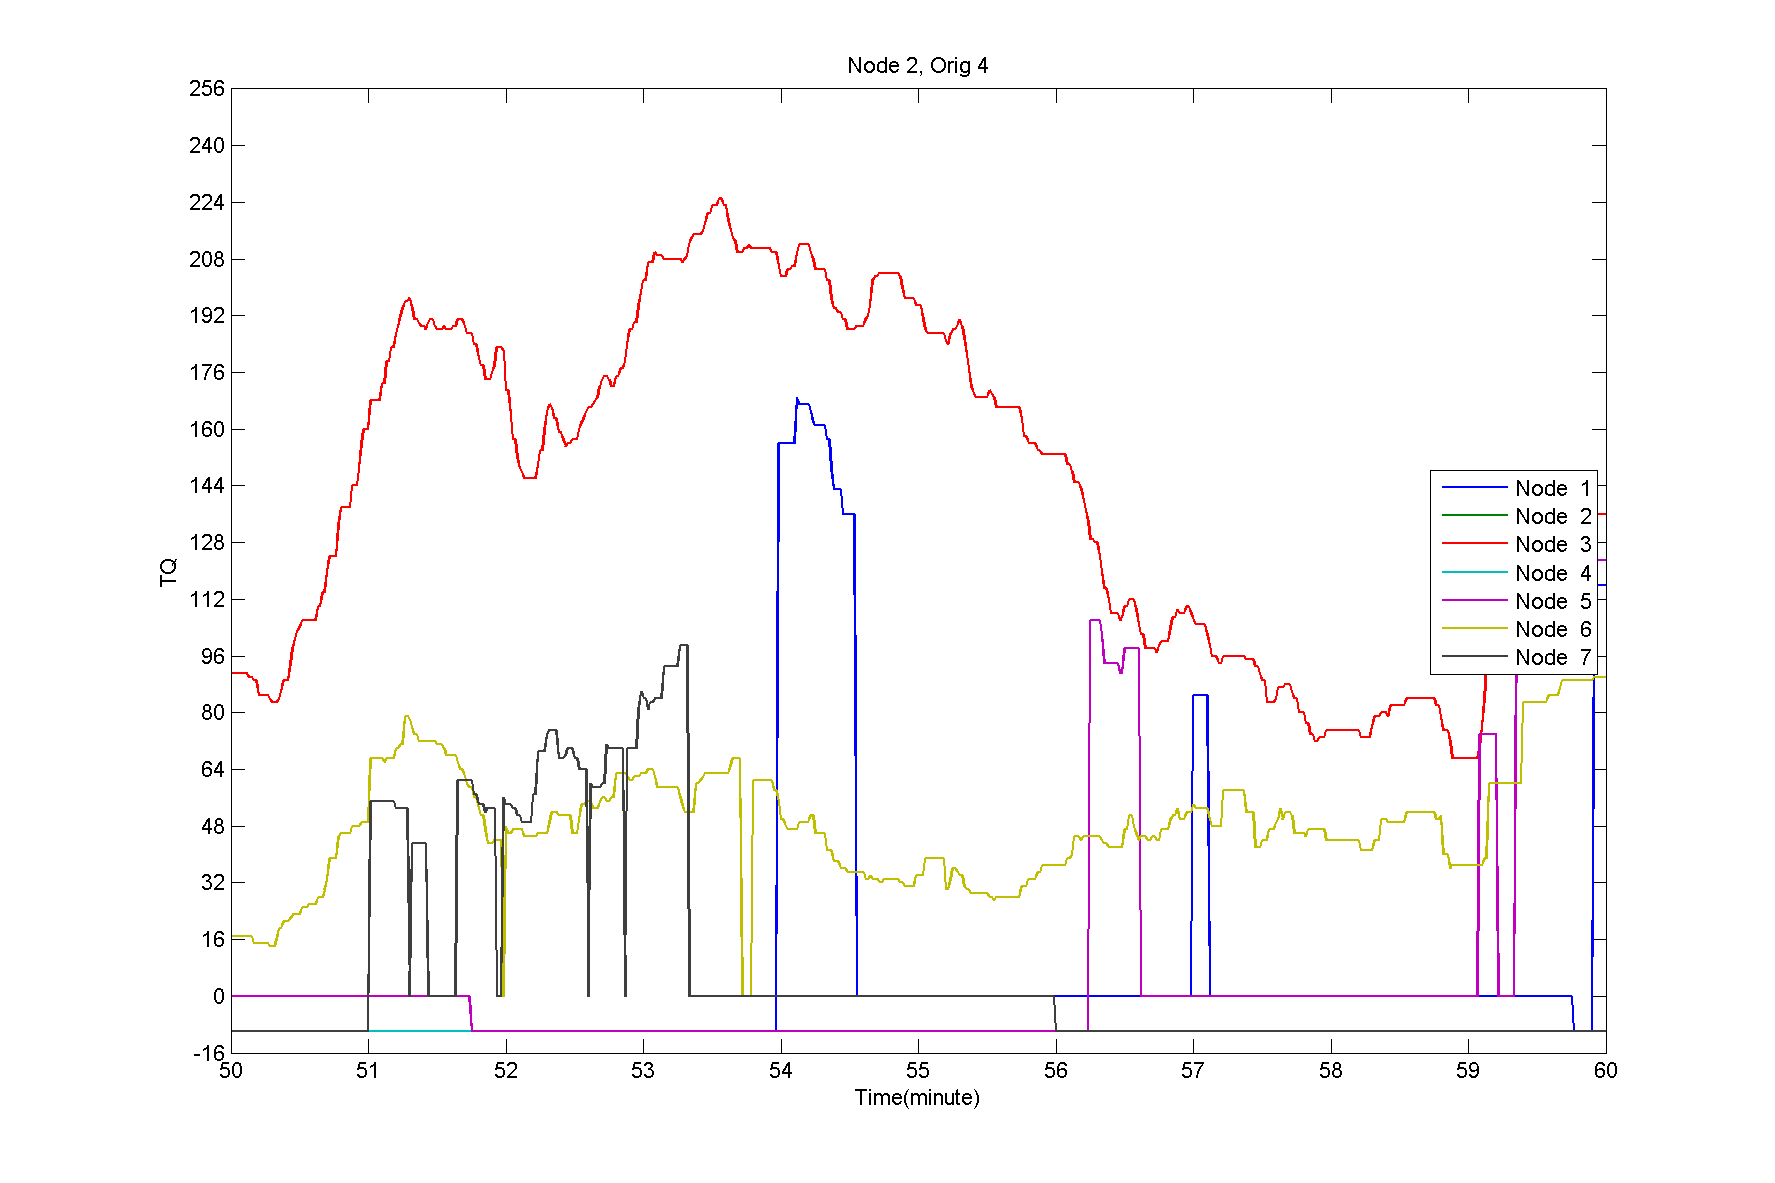 Node 2, Orig 4
256
240
224
208
192
176
160
144
128
112
96
80
64
48
32
16
0
-16
TQ
Node 1
Node 2
Node 3
Node 4
Node 5
Node 6
Node 7
50 51 52 53 54 55 56 57 58 59 60
Time(minute)